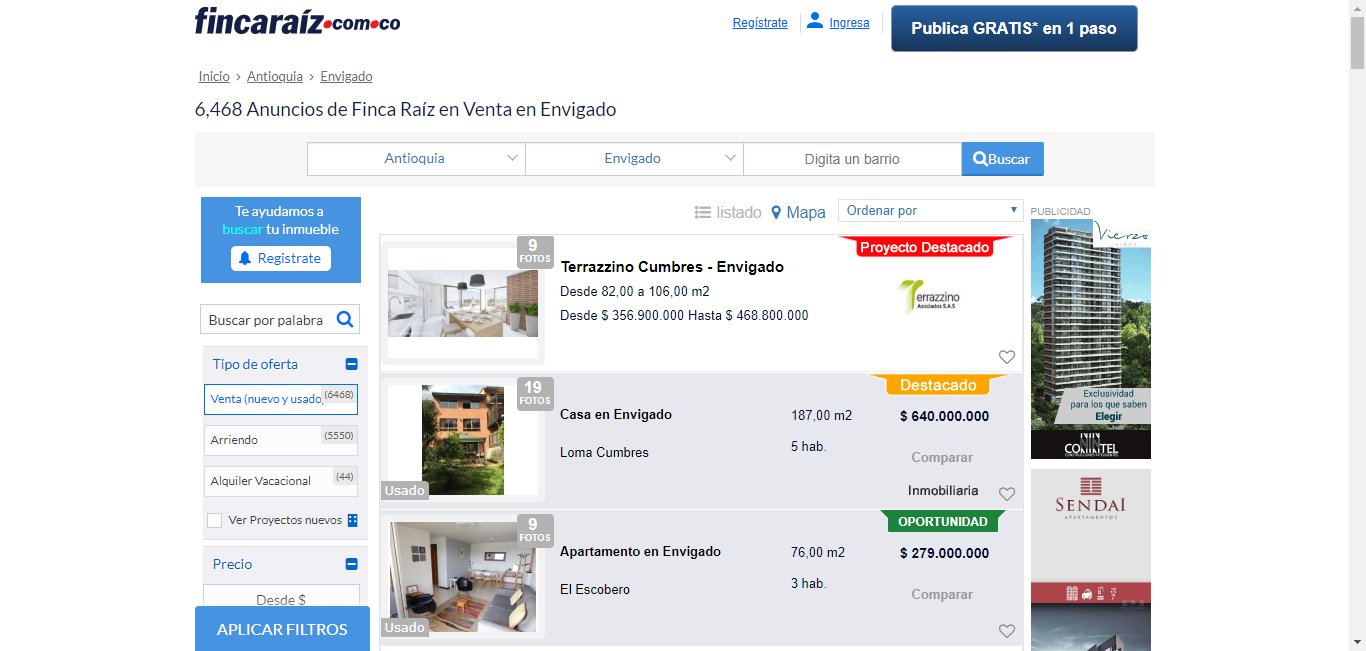 fincaraíz.com.co
Regístrate
Ingresa
Publica GRATIS* en 1 paso
Inicio > Antioquia > Envigado
6,468 Anuncios de Finca Raíz en Venta en Envigado
Antioquia
Envigado
Digita un barrio
Buscar
Te ayudamos a
buscar tu inmueble
Registrate
Buscar por palabra
Tipo de oferta
Venta (nuevo y usado)
(6468)
Arriendo
(5550)
Alquiler Vacacional
(44)
Ver Proyectos nuevos
Precio
Desde $
APLICAR FILTROS
listado
Mapa
Ordenar por
9
FOTOS
Terrazzino Cumbres - Envigado
Desde 82,00 a 106,00 m2
Desde $ 356.900.000 Hasta $ 468.800.000
Proyecto Destacado
Terrazzino
Asociados S.A.S
19
FOTOS
Usado
Casa en Envigado
Loma Cumbres
187,00 m2
5 hab.
Destacado
$ 640.000.000
Comparar
Inmobiliaria
9
FOTOS
Usado
Apartamento en Envigado
El Escobero
76,00 m2
3 hab.
OPORTUNIDAD
$ 279.000.000
Comparar
PUBLICIDAD
Vierzo
Exclusividad
para los que saben
Elegir
CONINTEL
CONSTRUCCIONES INTELIGENTES
SENDAI
APARTAMENTOS